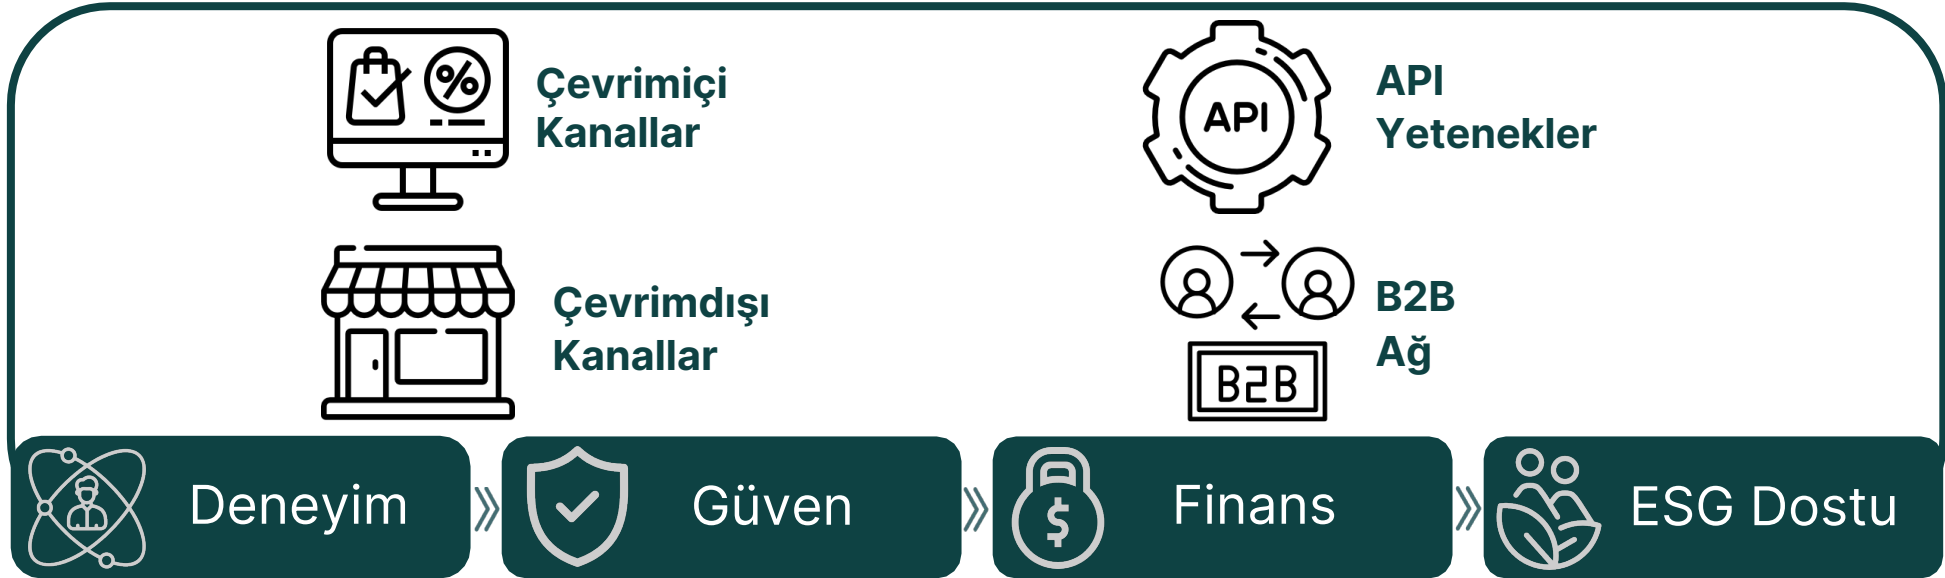 Çevrimiçi
Kanallar
API
API
Yetenekler
Çevrimdışı
Kanallar
B2B
Ağ
B2B
Deneyim
Güven
Finans
ESG Dostu